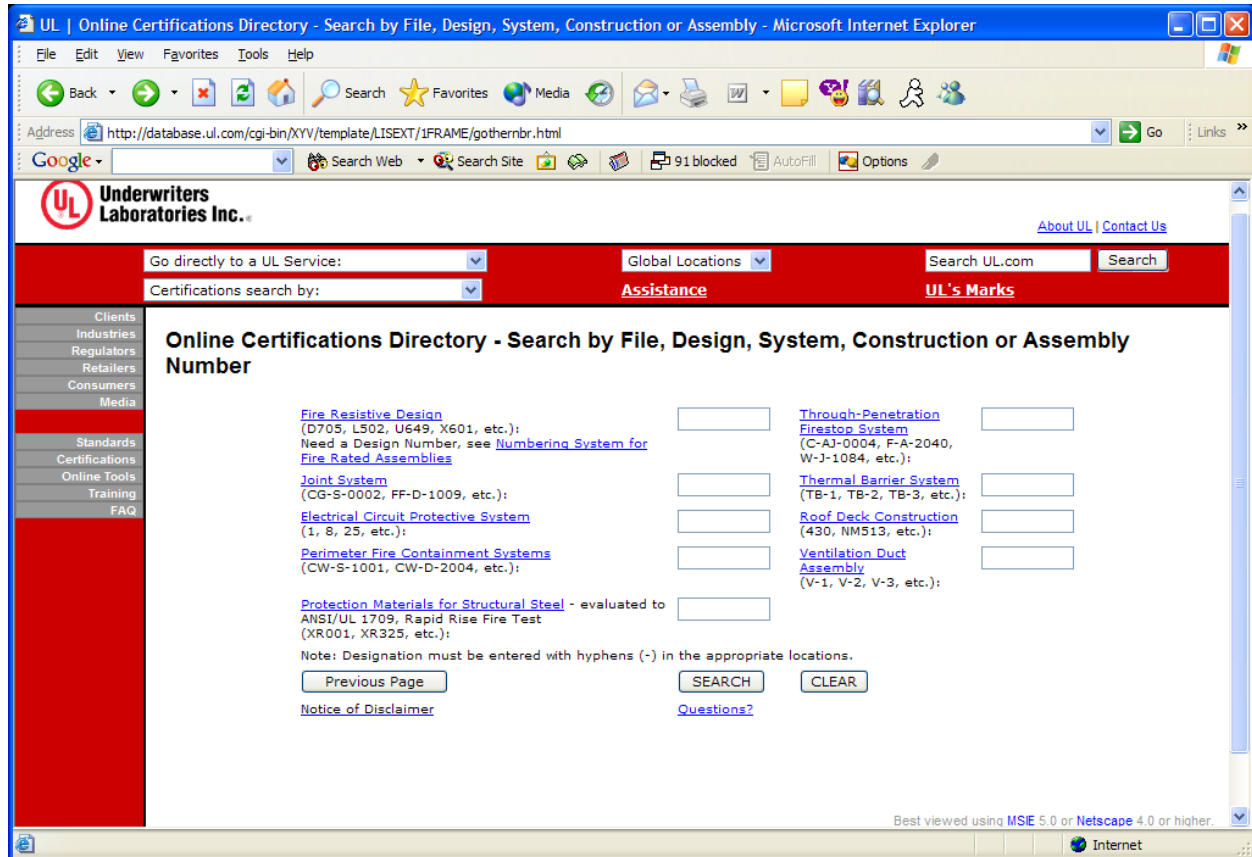 UL | Online Certifications Directory - Search by File, Design, System, Construction or Assembly - Microsoft Internet Explorer
File Edit View Favorites Tools Help
Back Search Favorites Media
Address http://database.ul.com/cgi-bin/XYV/template/LISEXT/1FRAME/gothernbr.html Go Links »
Google Search Web Search Site 91 blocked AutoFill Options
UL Underwriters
Laboratories Inc.®
About UL | Contact Us
Go directly to a UL Service: Global Locations Search UL.com Search
Certifications search by: Assistance UL's Marks
Clients
Industries
Regulators
Retailers
Consumers
Media
Standards
Certifications
Online Tools
Training
FAQ
Online Certifications Directory - Search by File, Design, System, Construction or Assembly
Number
Fire Resistive Design
(D705, L502, U649, X601, etc.):
Need a Design Number, see Numbering System for
Fire Rated Assemblies
Through-Penetration
Firestop System
(C-AJ-0004, F-A-2040,
W-J-1084, etc.):
Joint System
(CG-S-0002, FF-D-1009, etc.):
Thermal Barrier System
(TB-1, TB-2, TB-3, etc.):
Electrical Circuit Protective System
(1, 8, 25, etc.):
Roof Deck Construction
(430, NM513, etc.):
Perimeter Fire Containment Systems
(CW-S-1001, CW-D-2004, etc.):
Ventilation Duct
Assembly
(V-1, V-2, V-3, etc.):
Protection Materials for Structural Steel - evaluated to
ANSI/UL 1709, Rapid Rise Fire Test
(XR001, XR325, etc.):
Note: Designation must be entered with hyphens (-) in the appropriate locations.
Previous Page SEARCH CLEAR
Notice of Disclaimer Questions?
Best viewed using MSIE 5.0 or Netscape 4.0 or higher.
Internet